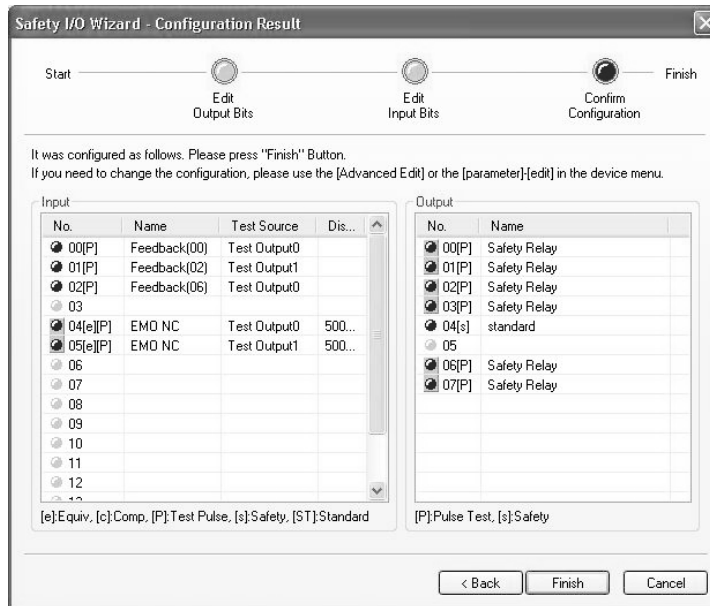 Safety I/O Wizard - Configuration Result
Start
Finish
Edit
Output Bits
Edit
Input Bits
Confirm
Configuration
It was configured as follows. Please press "Finish" Button.
If you need to change the configuration, please use the [Advanced Edit] or the [parameter]-[edit] in the device menu.
Input
No. Name Test Source Dis...
00[P] Feedback(00) Test Output0
01[P] Feedback(02) Test Output1
02[P] Feedback(06) Test Output0
03
04[e][P] EMO NC Test Output0 500...
05[e][P] EMO NC Test Output1 500...
06
07
08
09
10
11
12
[e]:Equiv, [c]:Comp, [P]:Test Pulse, [s]:Safety, [ST]:Standard
Output
No. Name
00[P] Safety Relay
01[P] Safety Relay
02[P] Safety Relay
03[P] Safety Relay
04[s] standard
05
06[P] Safety Relay
07[P] Safety Relay
[P]:Pulse Test, [s]:Safety
< Back
Finish
Cancel